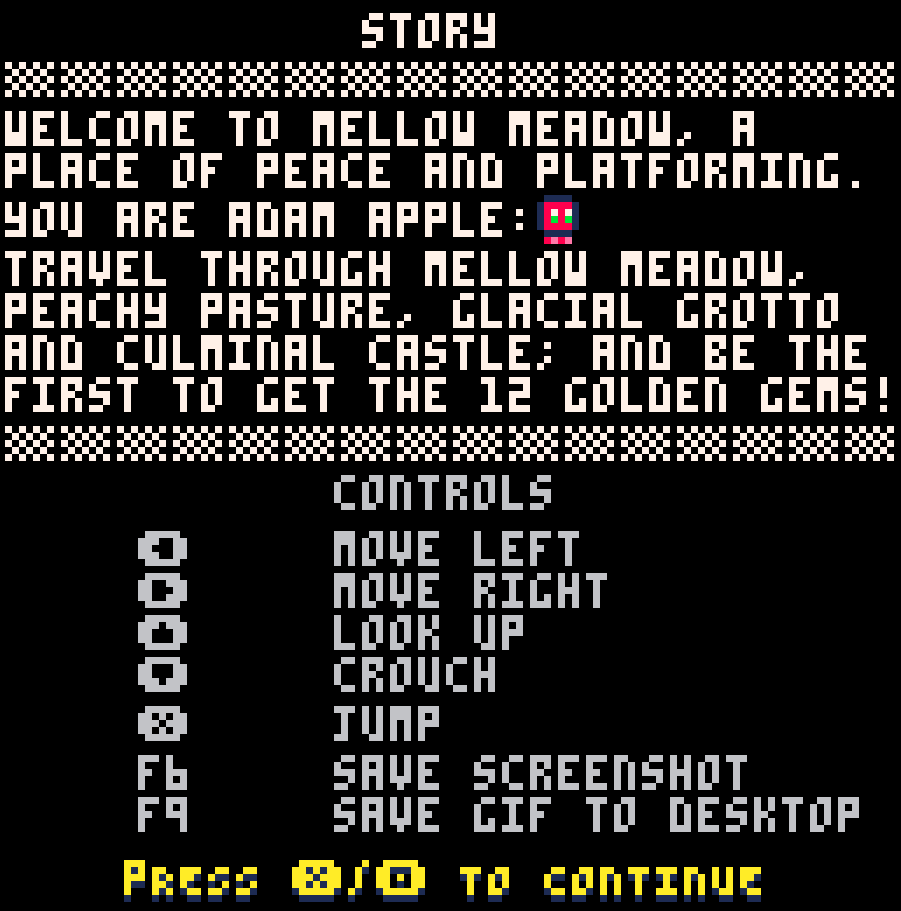 STORY
WELCOME TO MELLOW MEADOW, A
PLACE OF PEACE AND PLATFORMING.
YOU ARE ADAM APPLE:
TRAVEL THROUGH MELLOW MEADOW,
PEACHY PASTURE, GLACIAL GROTTO
AND CULMINAL CASTLE; AND BE THE
FIRST TO GET THE 12 GOLDEN GEMS!
CONTROLS
⬅️ MOVE LEFT
➡️ MOVE RIGHT
⬆️ LOOK UP
⬇️ CROUCH
❎ JUMP
F6 SAVE SCREENSHOT
F9 SAVE GIF TO DESKTOP
PRESS ❎/🅾️ TO CONTINUE